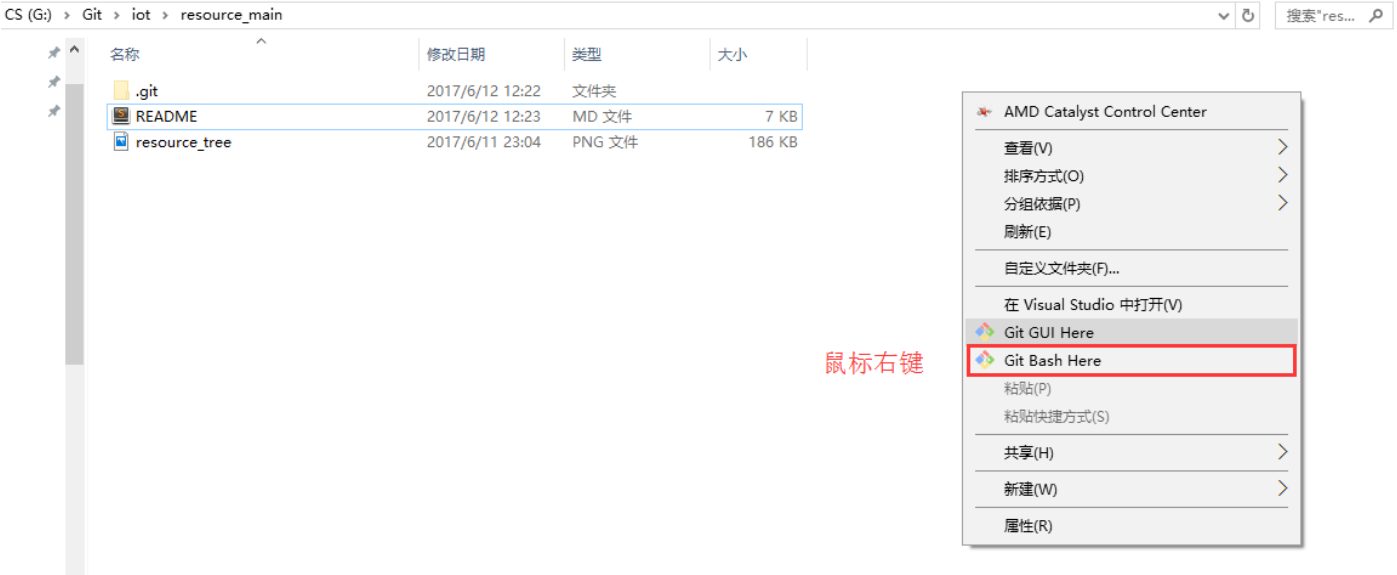 CS (G:) > Git > iot > resource_main
搜索"res...
名称 修改日期 类型 大小
.git 2017/6/12 12:22 文件夹
README 2017/6/12 12:23 MD 文件 7 KB
resource_tree 2017/6/11 23:04 PNG 文件 186 KB
鼠标右键
AMD Catalyst Control Center
查看(V)
排序方式(O)
分组依据(P)
刷新(E)
自定义文件夹(F)...
在 Visual Studio 中打开(V)
Git GUI Here
Git Bash Here
粘贴(P)
粘贴快捷方式(S)
共享(H)
新建(W)
属性(R)